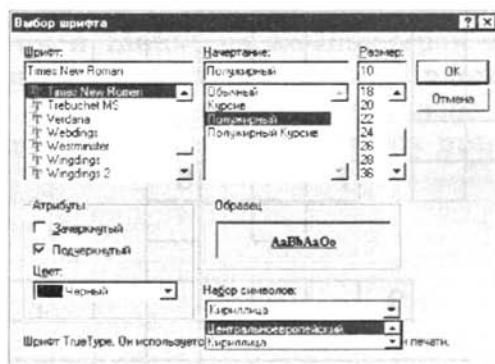 Выбор шрифта
Шрифт:
Times New Roman
Times New Roman
Trebuchet MS
Verdana
Webdings
Westminster
Wingdings
Wingdings 2
Начертание:
Полужирный
Обычный
Курсив
Полужирный
Полужирный Курсив
Размер:
10
18
20
22
24
26
28
36
OK
Отмена
Атрибуты
Зачеркнутый
Подчеркнутый
Цвет:
Черный
Образец
АаBbАаОо
Набор символов:
Кириллица
Центральноевропейский
Кириллица
Шрифт TrueType. Он используетс
и печати.